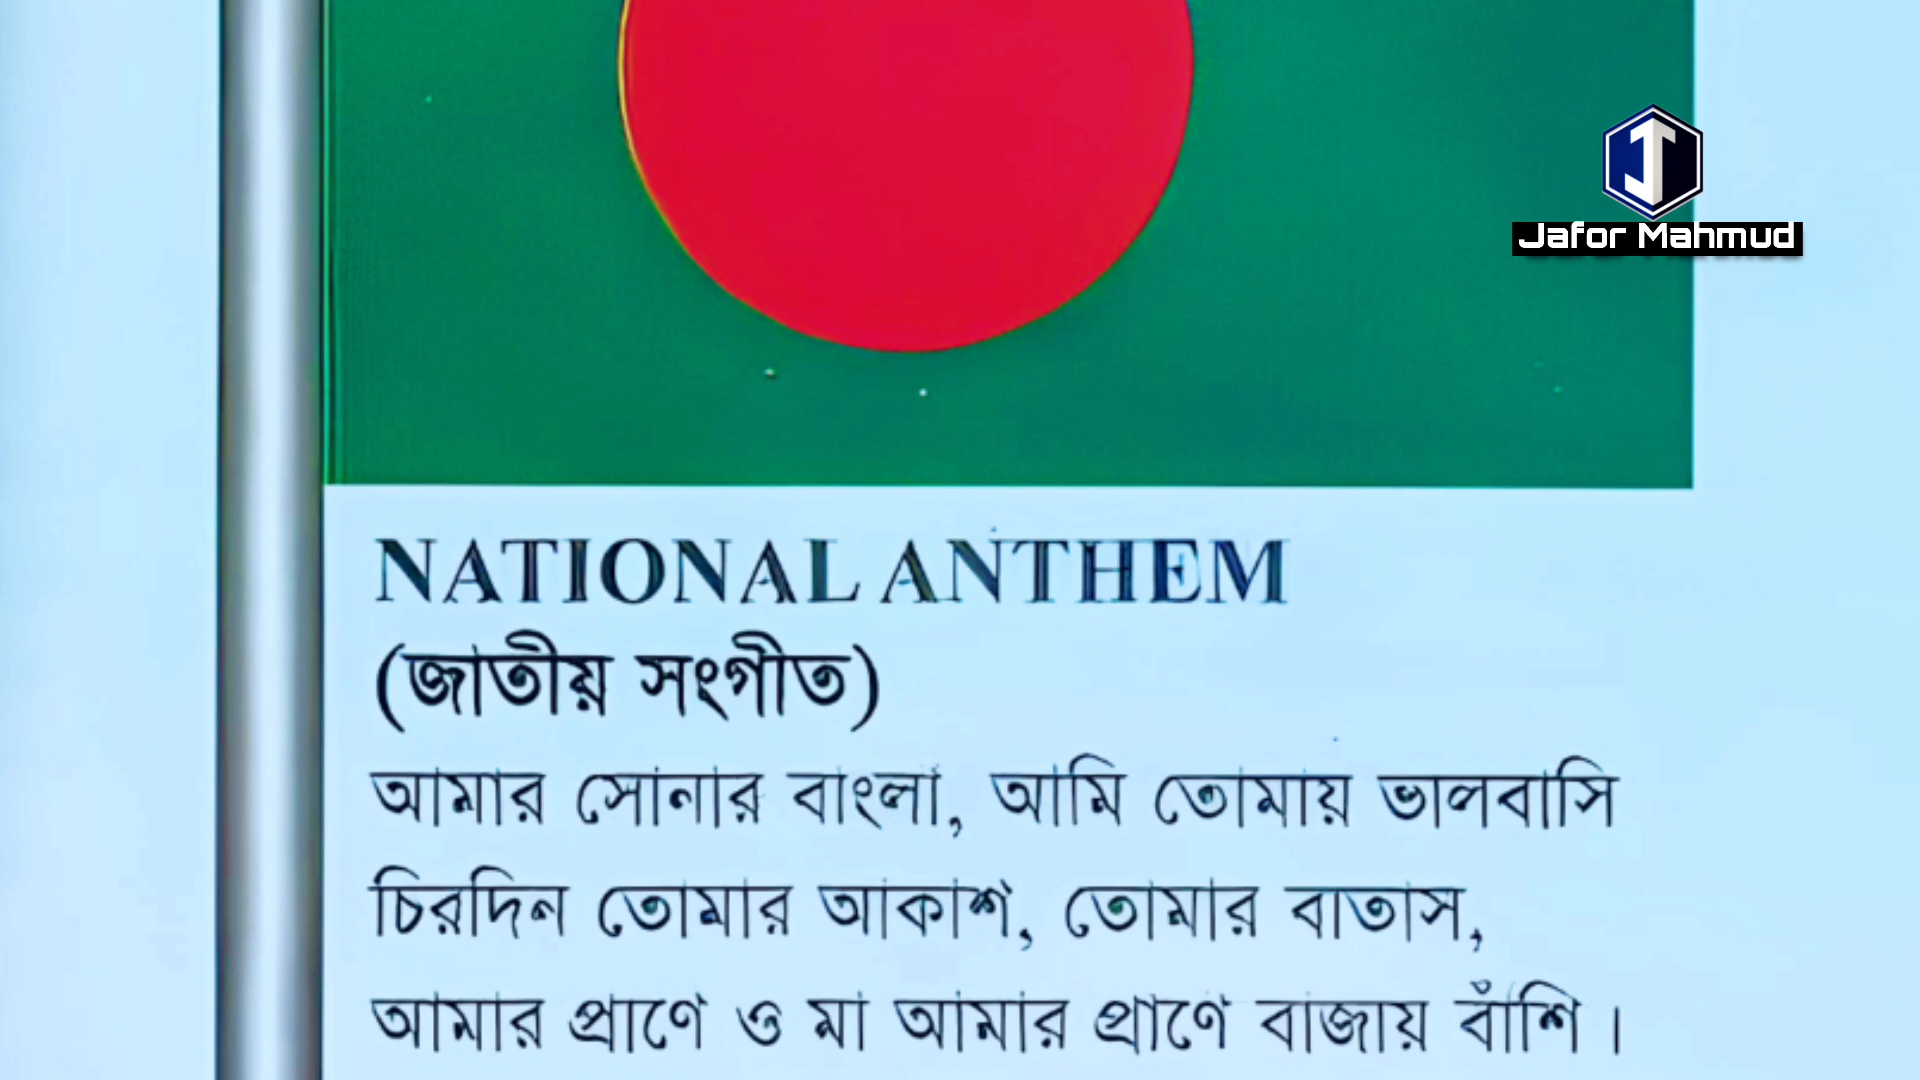 Jafor Mahmud
NATIONAL ANTHEM
(জাতীয় সংগীত)
আমার সোনার বাংলা, আমি তোমায় ভালবাসি
চিরদিন তোমার আকাশ, তোমার বাতাস,
আমার প্রাণে ও মা আমার প্রাণে বাজায় বাঁশি ।